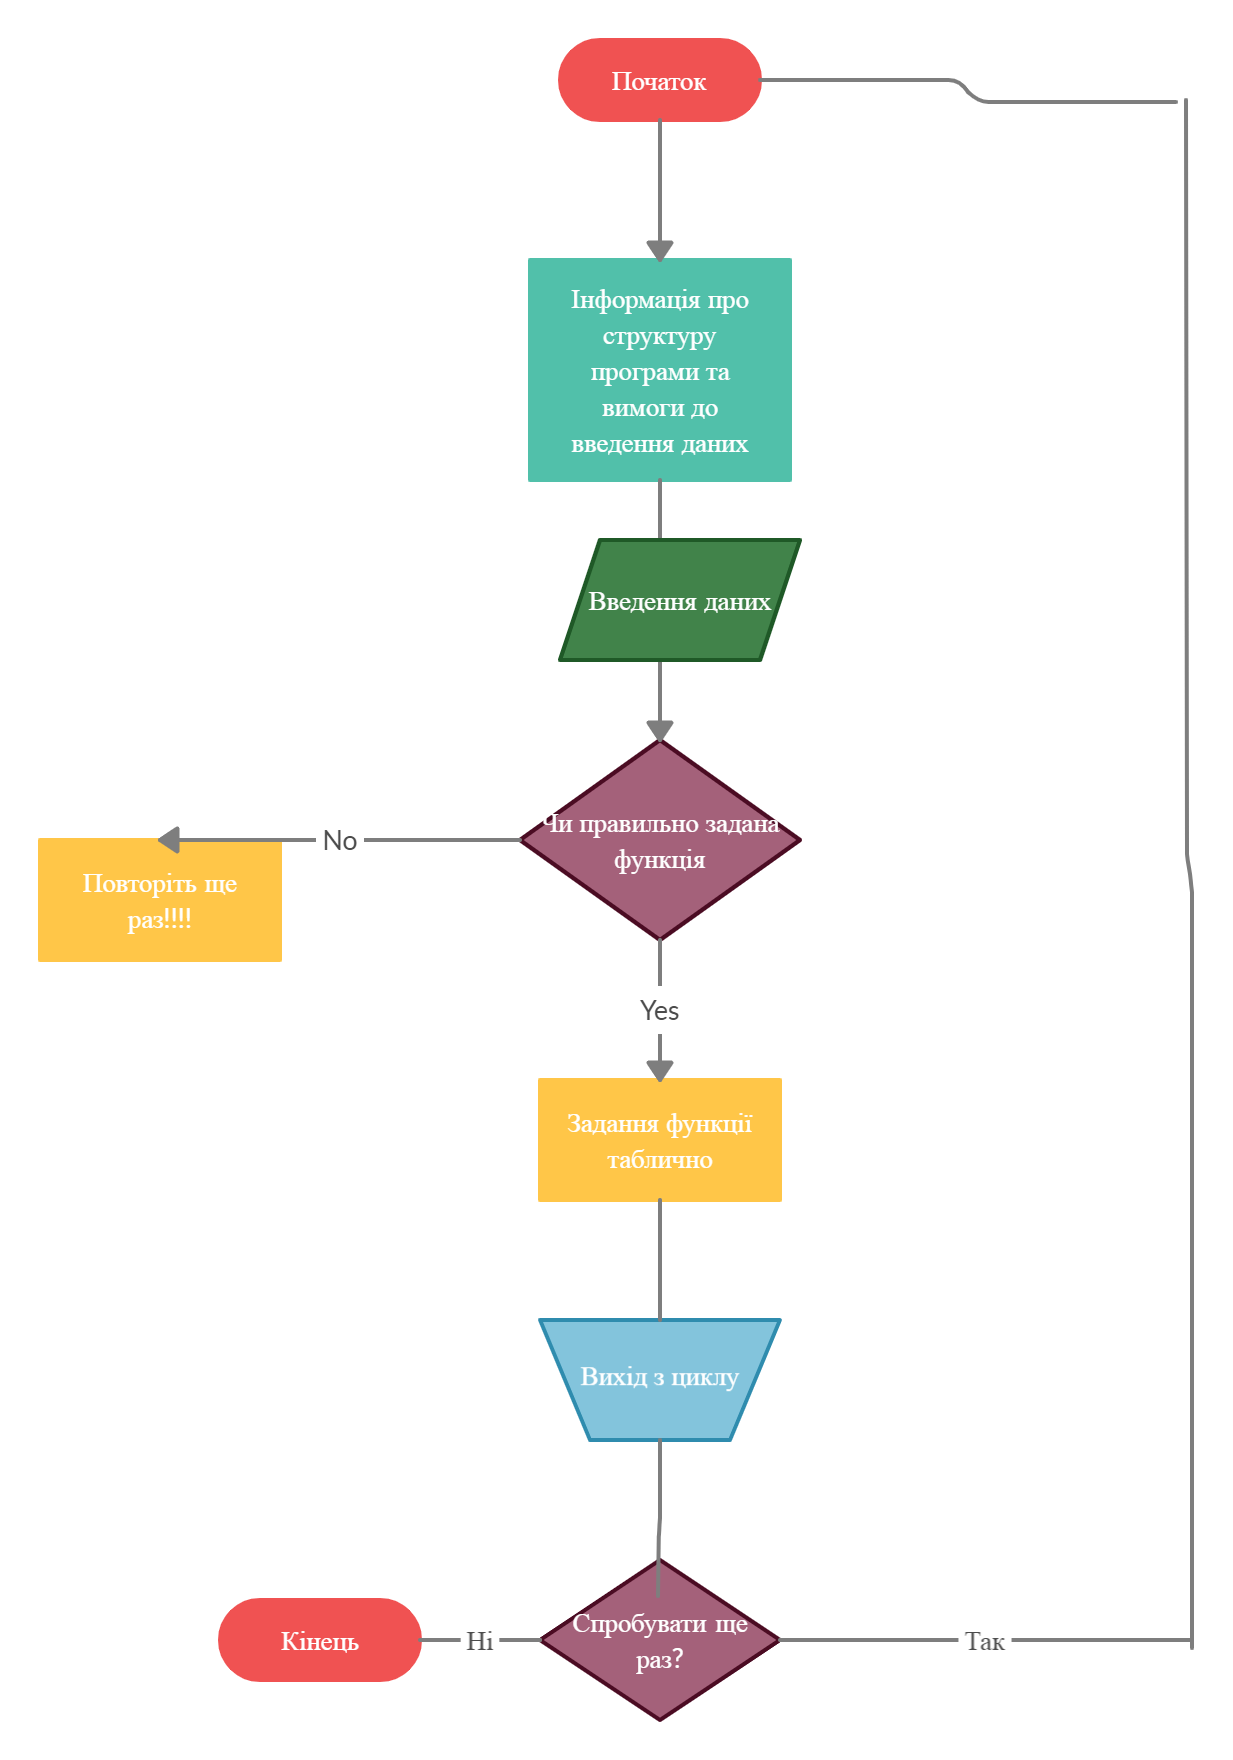 Початок
Інформація про
структуру
програми та
вимоги до
введення даних
Введення даних
Чи правильно задана
функція
No
Повторіть ще
раз!!!!
Yes
Задання функції
таблично
Вихід з циклу
Спробувати ще
раз?
Ні
Кінець
Так